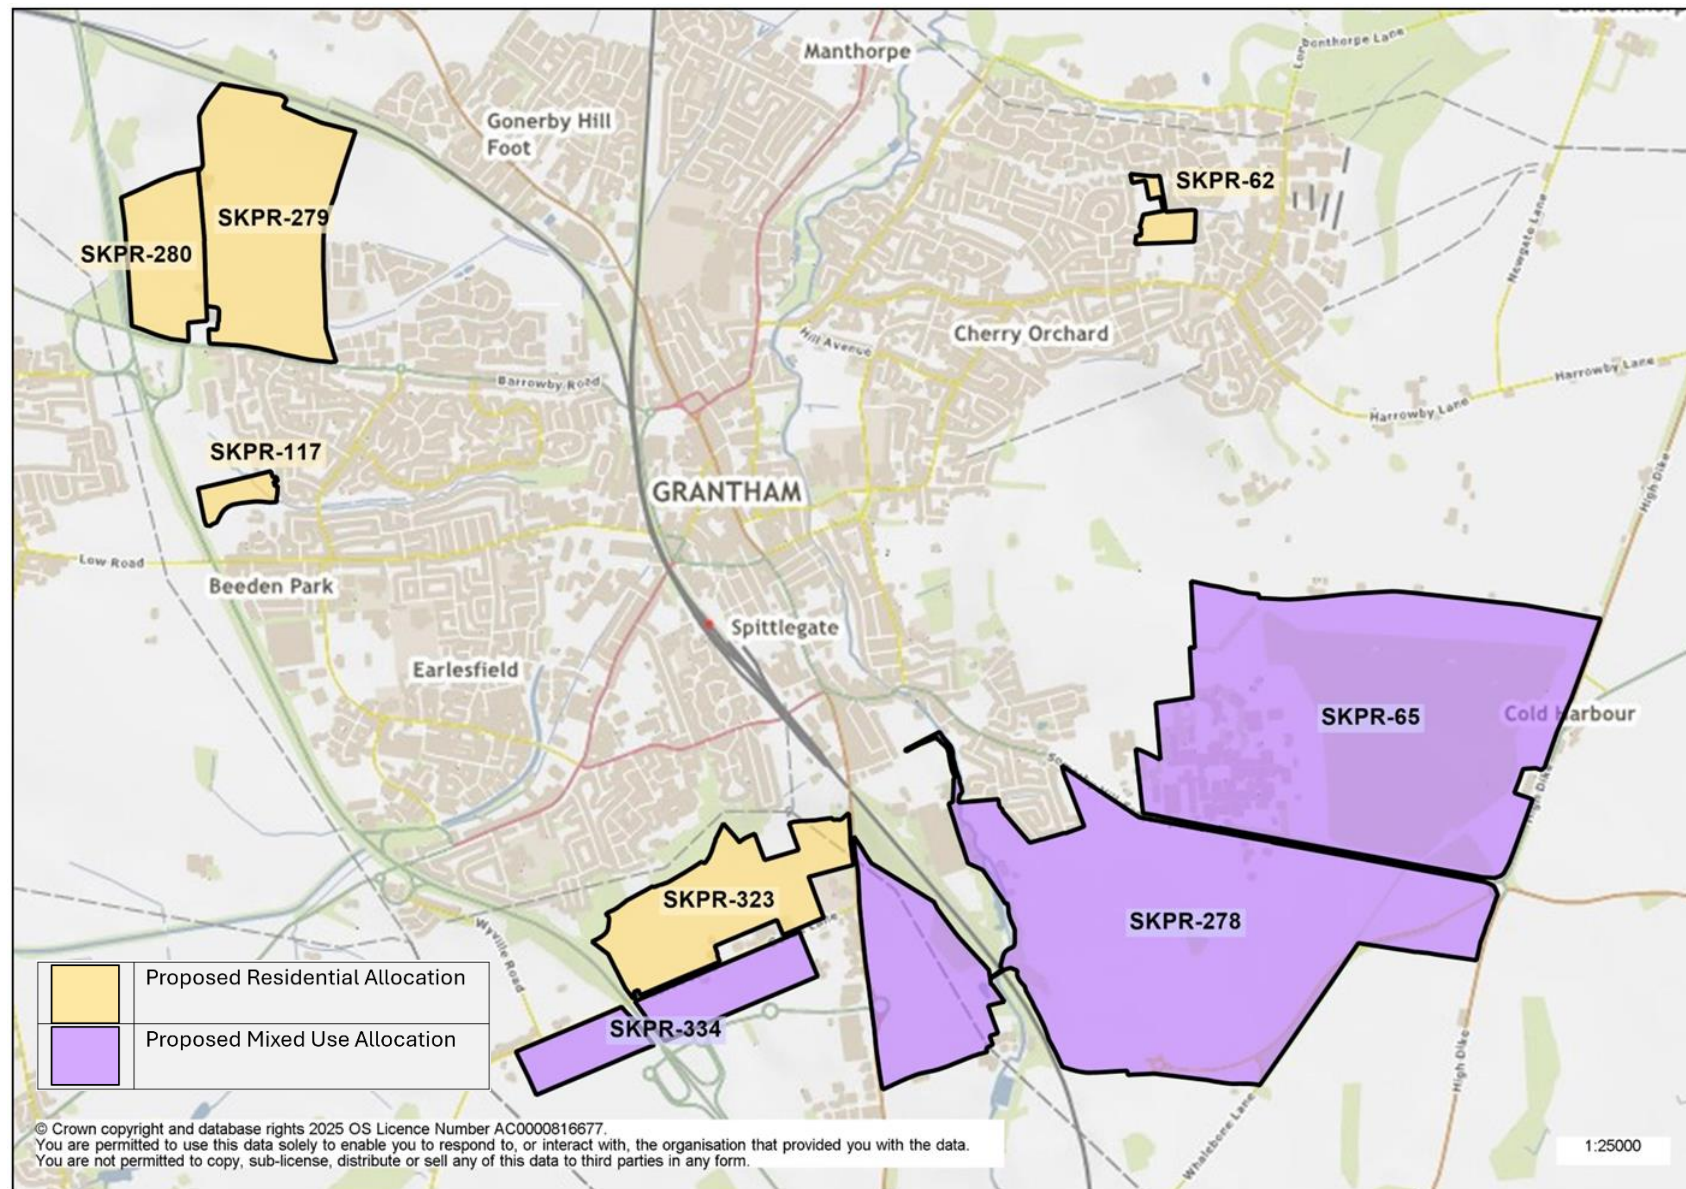 Manthorpe
Gonerby Hill
Foot
SKPR-62
SKPR-279
SKPR-280
Newgate Lane
Hill Avenue
Cherry Orchard
Barrowby Road
Harrowby Lane
Harrowby Lane
SKPR-117
GRANTHAM
High Dike
Low Road
Beeden Park
Spittlegate
Earlesfield
SKPR-65
Cold Harbour
SKPR-323
SKPR-278
Wyville Road
Lane
SKPR-334
High Dike
Whalebone Lane
Proposed Residential Allocation
Proposed Mixed Use Allocation
© Crown copyright and database rights 2025 OS Licence Number AC0000816677.
You are permitted to use this data solely to enable you to respond to, or interact with, the organisation that provided you with the data.
You are not permitted to copy, sub-license, distribute or sell any of this data to third parties in any form.
1:25000